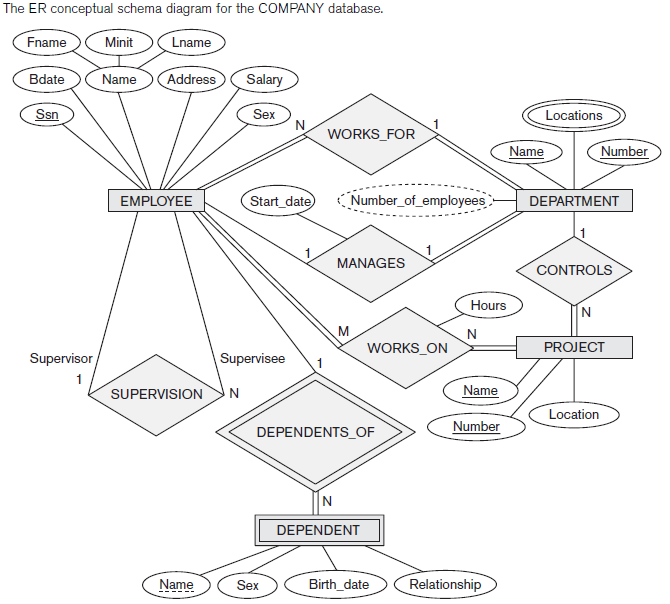 The ER conceptual schema diagram for the COMPANY database.
Fname Minit Lname
Bdate Name Address Salary
Ssn Sex
N WORKS_FOR 1
Locations
Name Number
EMPLOYEE
Start_date
Number_of_employees
DEPARTMENT
1 MANAGES 1
1
CONTROLS
N
Hours
M WORKS_ON N
PROJECT
Supervisor
1
Supervisee
SUPERVISION N
1
Name
Number
Location
DEPENDENTS_OF
N
DEPENDENT
Name Sex Birth_date Relationship